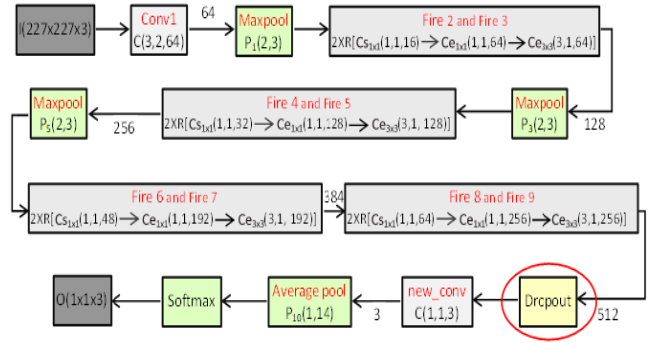 I(227x227x3)
Conv1
C(3,2,64)
64
Maxpool
P1(2,3)
Fire 2 and Fire 3
2XR[Cs1x1(1,1,16)→Ce1x1(1,1,64)→Ce3x3(3,1,64)]
128
Maxpool
P3(2,3)
Fire 4 and Fire 5
2XR[Cs1x1(1,1,32)→Ce1x1(1,1,128)→Ce3x3(3,1, 128)]
256
Maxpool
P5(2,3)
Fire 6 and Fire 7
2XR[Cs1x1(1,1,48)→Ce1x1(1,1,192)→Ce3x3(3,1, 192)]
384
Fire 8 and Fire 9
2XR[Cs1x1(1,1,64)→Ce1x1(1,1,256)→Ce3x3(3,1,256)]
512
Dropout
new_conv
C(1,1,3)
3
Average pool
P10(1,14)
Softmax
O(1x1x3)